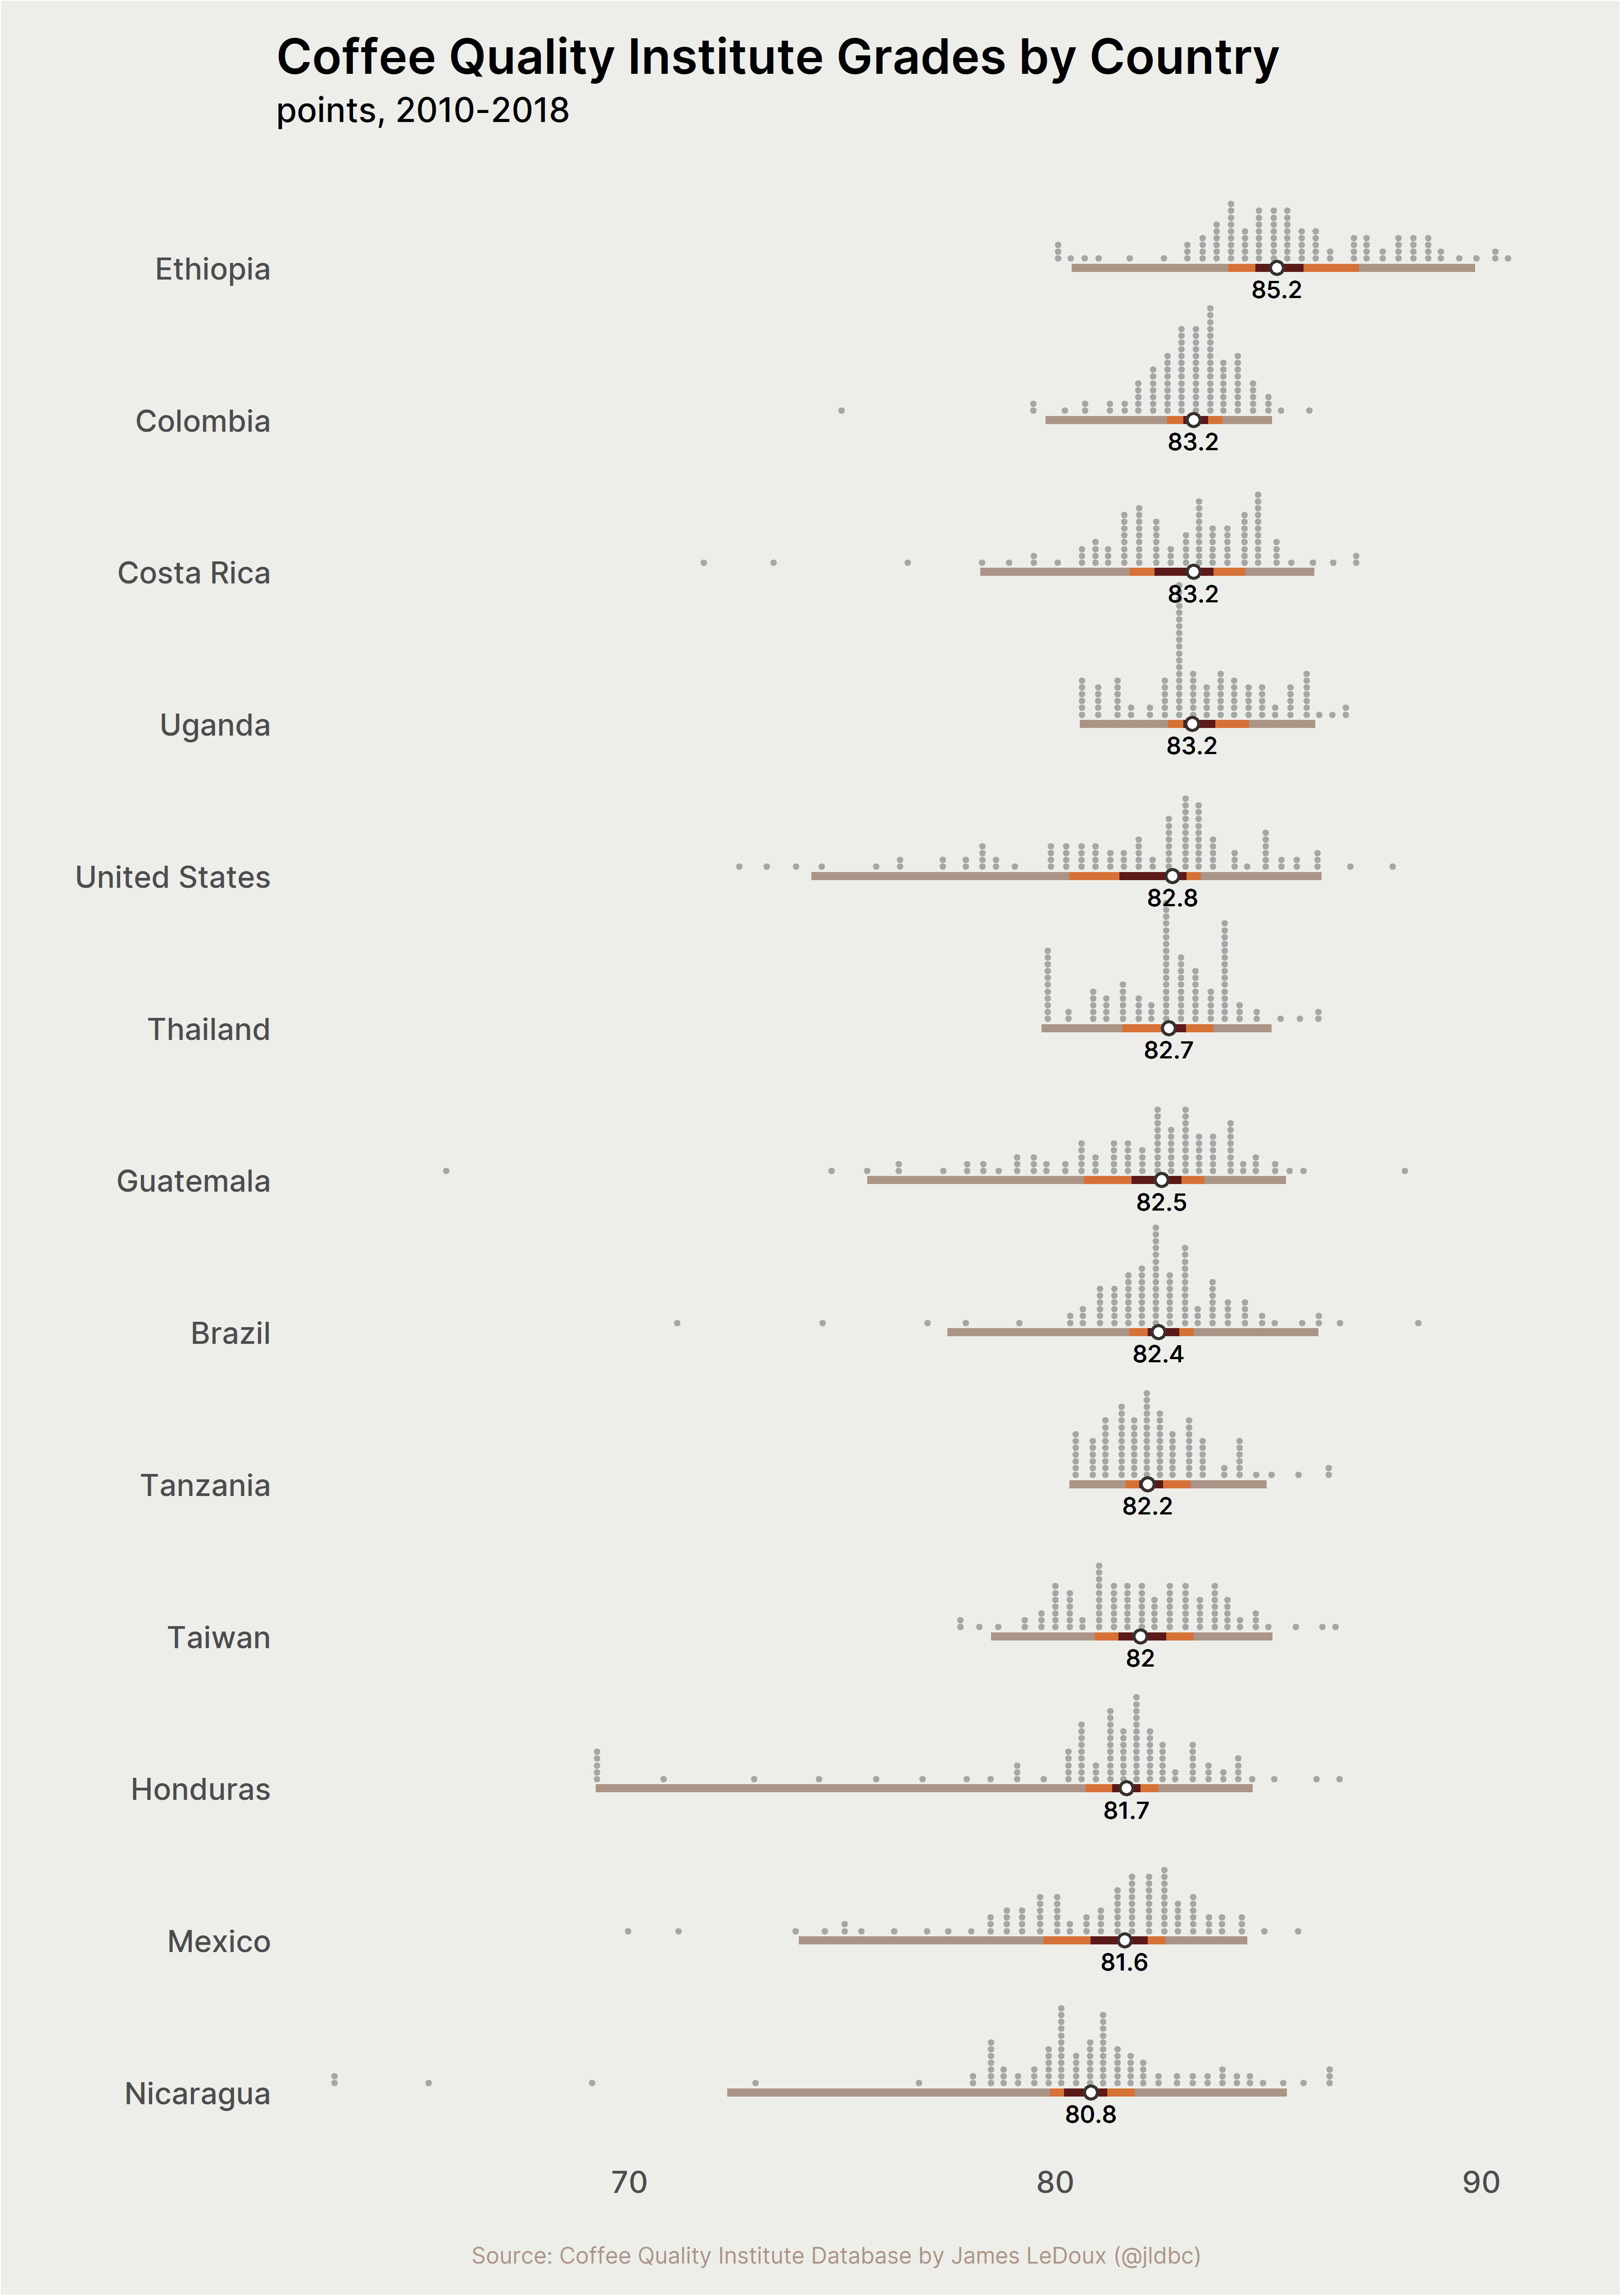 Coffee Quality Institute Grades by Country
points, 2010-2018
Ethiopia
85.2
Colombia
83.2
Costa Rica
83.2
Uganda
83.2
United States
82.8
Thailand
82.7
Guatemala
82.5
Brazil
82.4
Tanzania
82.2
Taiwan
82
Honduras
81.7
Mexico
81.6
Nicaragua
80.8
70 80 90
Source: Coffee Quality Institute Database by James LeDoux (@jldbc)